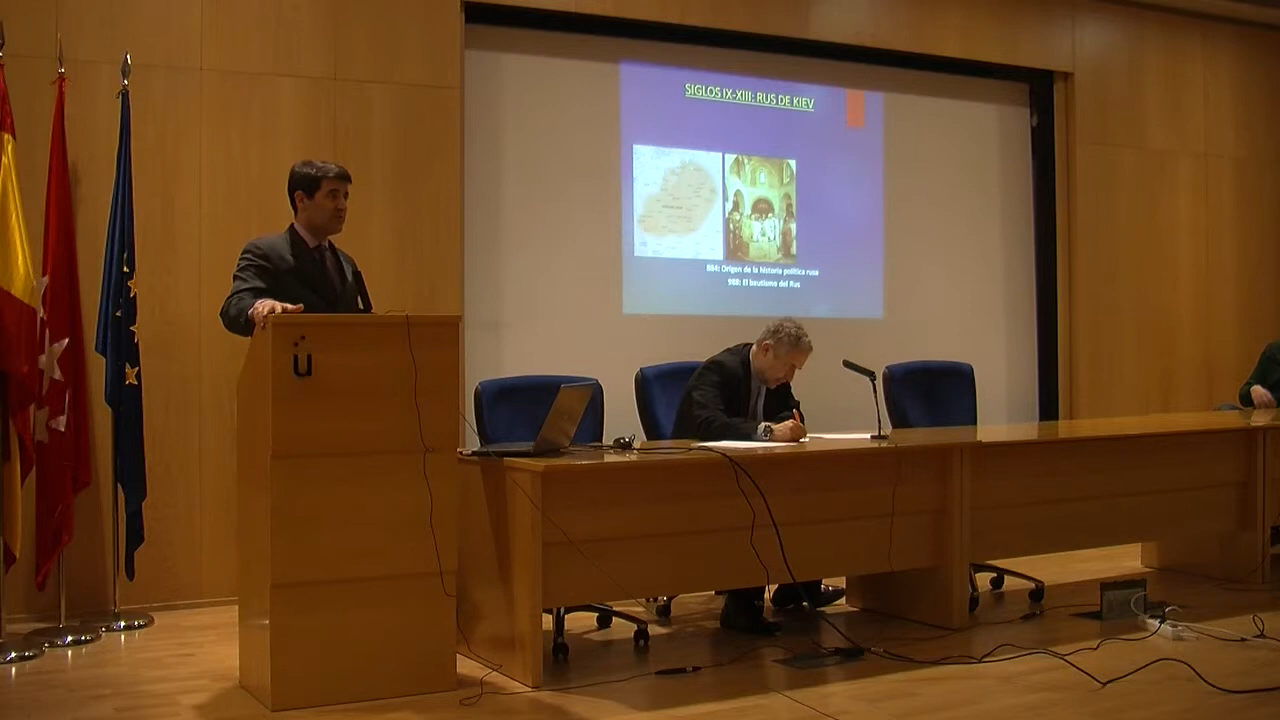 SIGLOS IX-XIII: RUS DE KIEV
884: Origen de la historia política rusa
988: El bautismo del Rus
ü